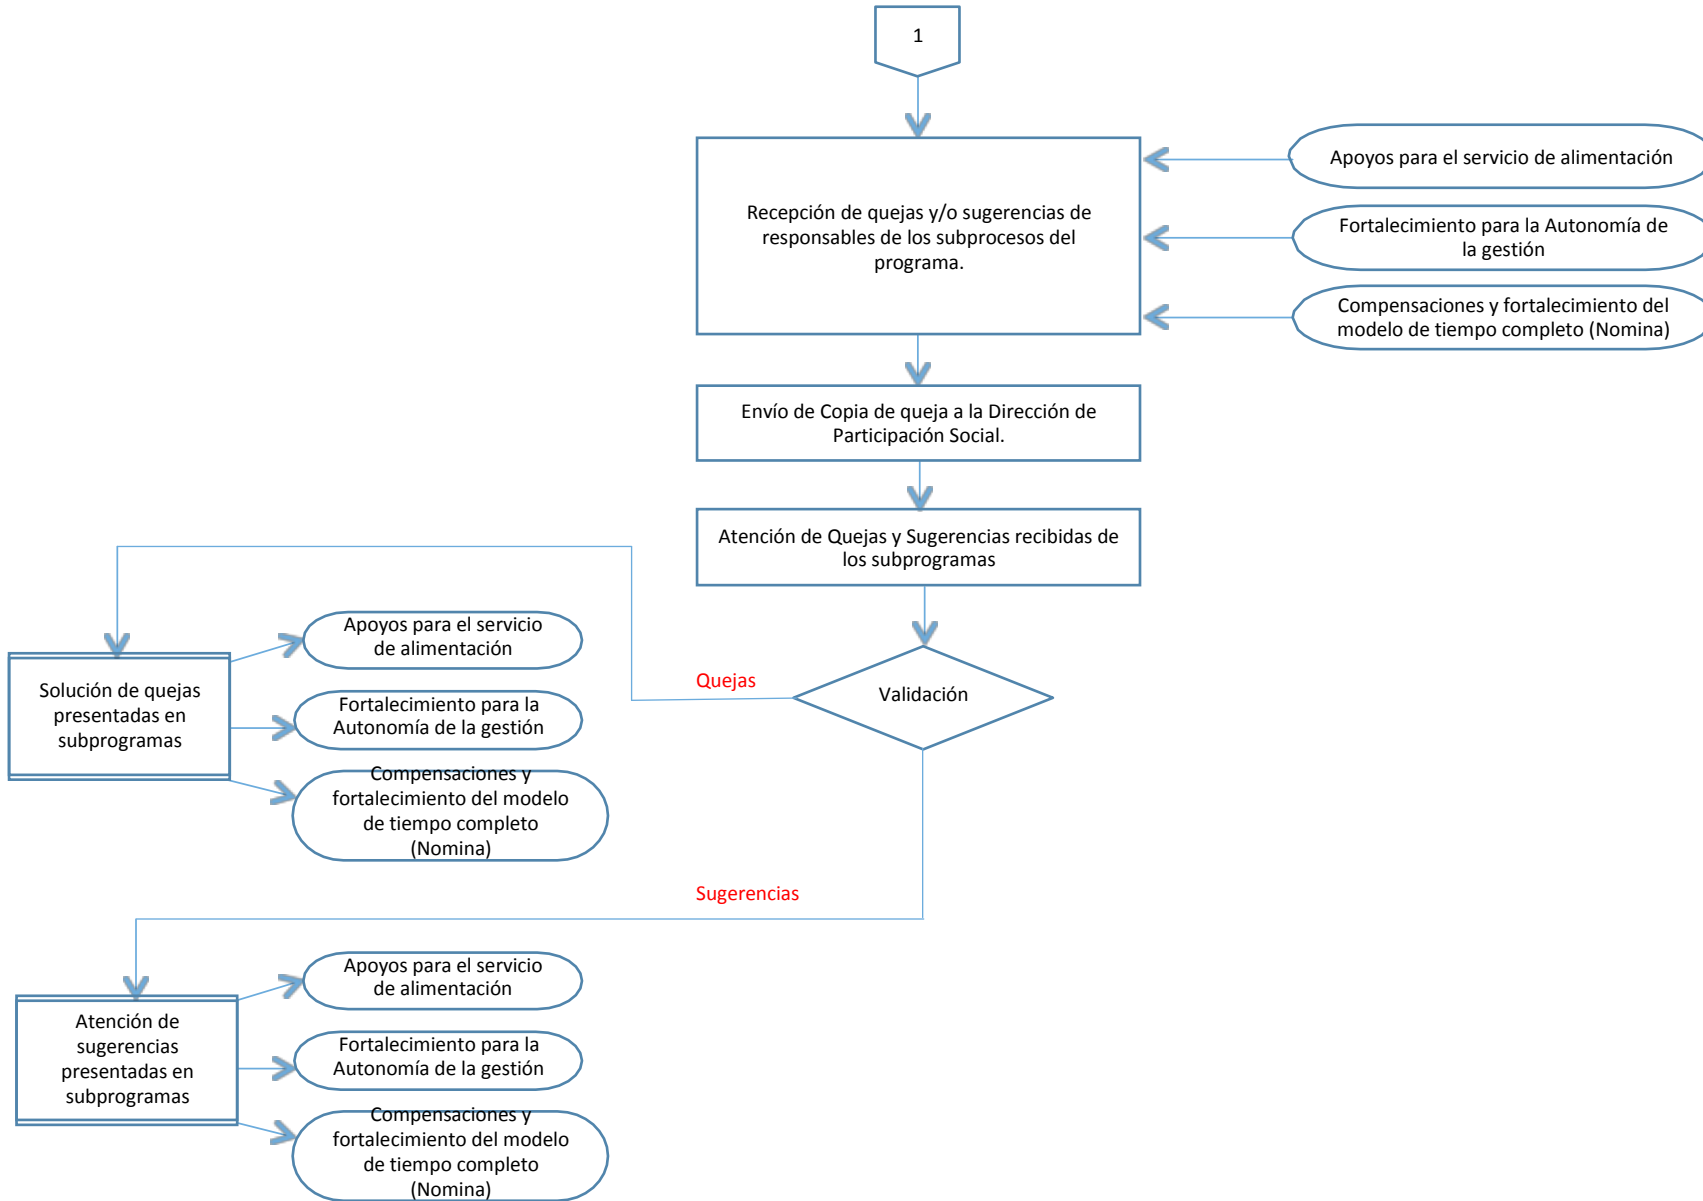 1
Apoyos para el servicio de alimentación
Recepción de quejas y/o sugerencias de
responsables de los subprocesos del
programa.
Fortalecimiento para la Autonomía de
la gestión
Compensaciones y fortalecimiento del
modelo de tiempo completo (Nomina)
Envío de Copia de queja a la Dirección de
Participación Social.
Atención de Quejas y Sugerencias recibidas de
los subprogramas
Validación
Quejas
Solución de quejas
presentadas en
subprogramas
Apoyos para el servicio
de alimentación
Fortalecimiento para la
Autonomía de la gestión
Compensaciones y
fortalecimiento del modelo
de tiempo completo
(Nomina)
Sugerencias
Atención de
sugerencias
presentadas en
subprogramas
Apoyos para el servicio
de alimentación
Fortalecimiento para la
Autonomía de la gestión
Compensaciones y
fortalecimiento del modelo
de tiempo completo
(Nomina)